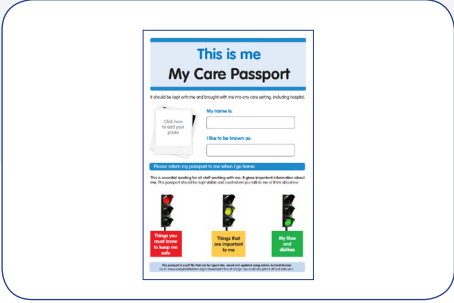 This is me
My Care Passport
It should be kept with me and brought with me into any care setting, including hospital.
My name is:
Click here
to add your
photo
I like to be known as:
Please return my passport to me when I go home.
This is essential reading for all staff working with me. It gives important information about
me. This passport should be kept visible and used when you talk to me or think about me.
Things you
must know
to keep me
safe
Things that
are important
to me
My likes
and
dislikes